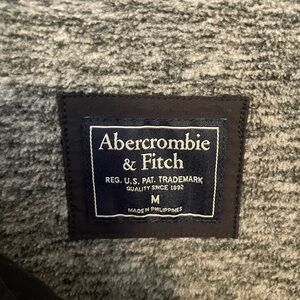 Abercrombie
& Fitch
REG. U.S. PAT. TRADEMARK
QUALITY SINCE 1892
M
MADE IN PHILIPPINES